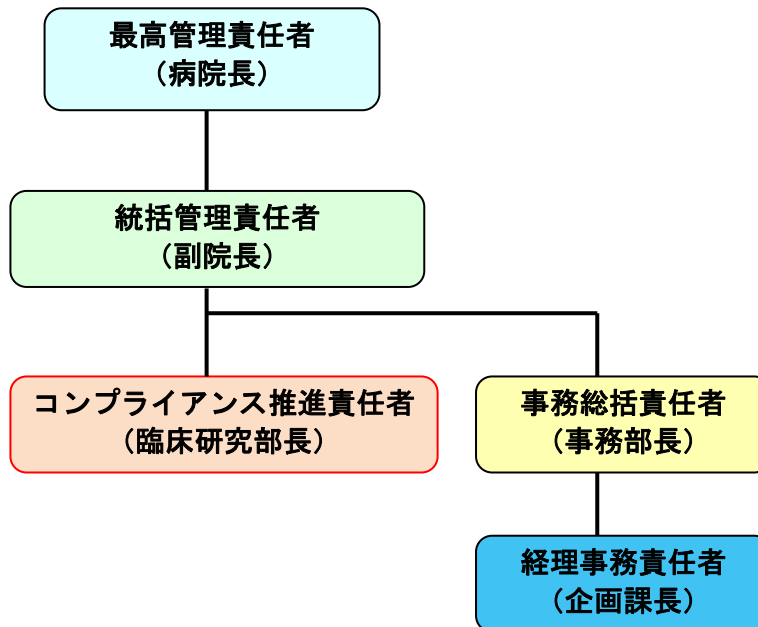 最高管理責任者
（病院長）
統括管理責任者
（副院長）
コンプライアンス推進責任者
（臨床研究部長）
事務総括責任者
（事務部長）
経理事務責任者
（企画課長）